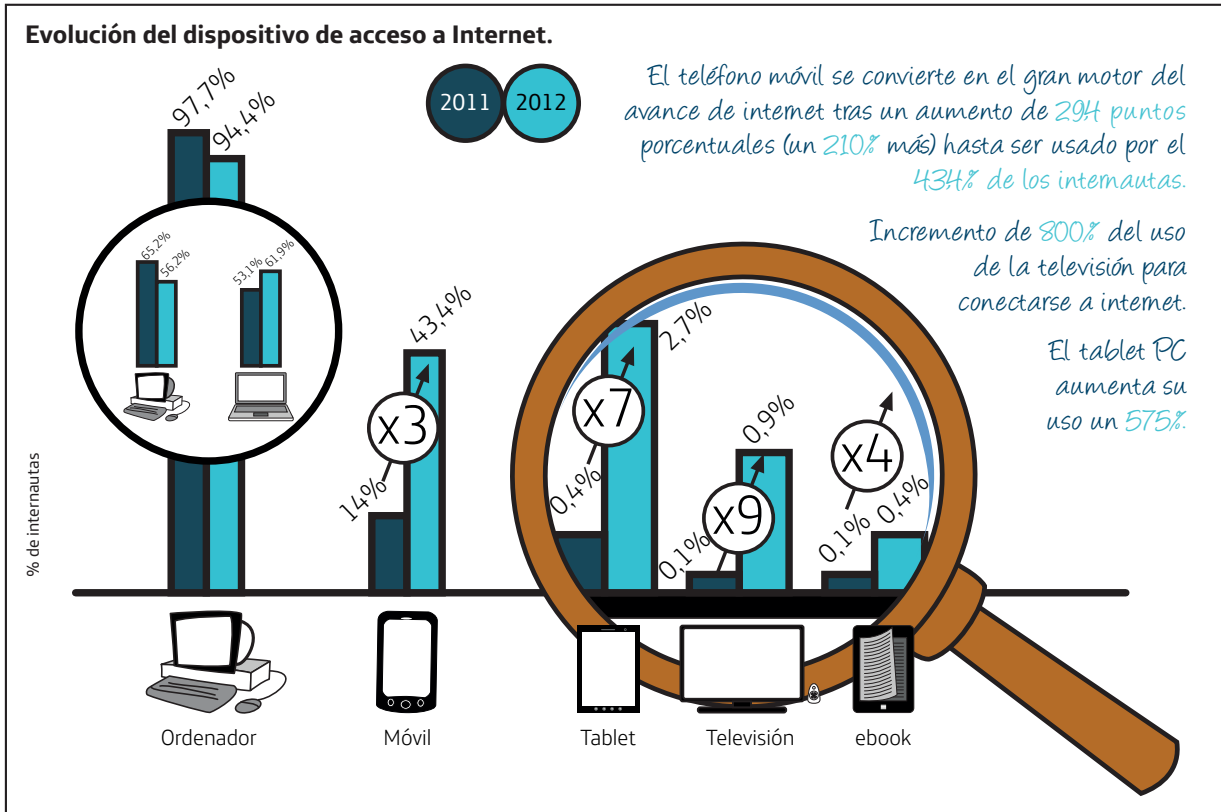 Evolución del dispositivo de acceso a Internet.
2011
2012
El teléfono móvil se convierte en el gran motor del
avance de internet tras un aumento de 29,4 puntos
porcentuales (un 210% más) hasta ser usado por el
43,4% de los internautas.
Incremento de 800% del uso
de la televisión para
conectarse a internet.
El tablet PC
aumenta su
uso un 575%.
% de internautas
97,7%
94,4%
65,2%
56,2%
53,1%
61,9%
14%
x3
43,4%
0,4%
x7
2,7%
0,1%
x9
0,9%
0,1%
x4
0,4%
Ordenador
Móvil
Tablet
Televisión
ebook